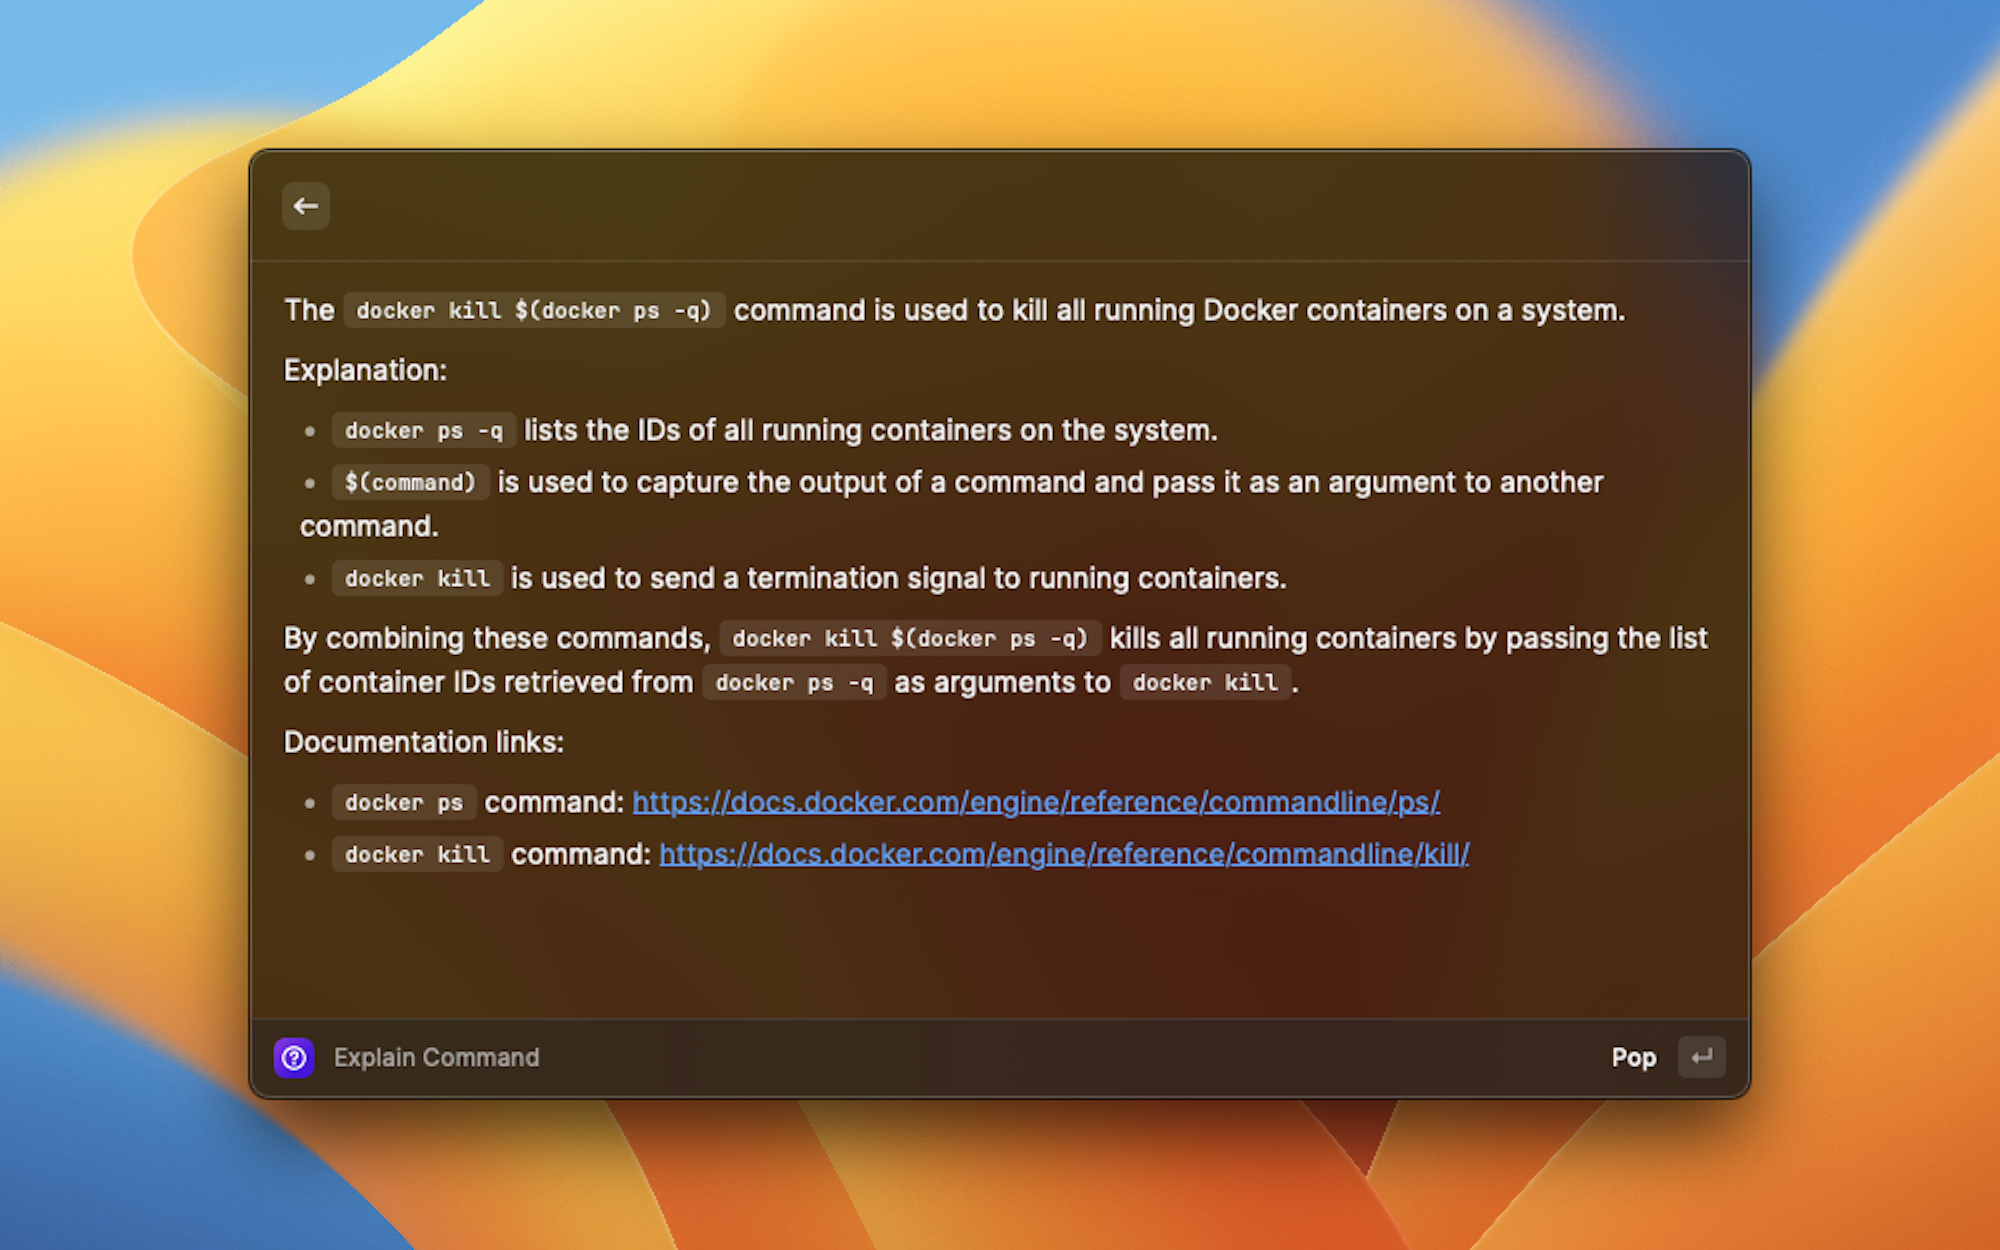 The docker kill $(docker ps -q) command is used to kill all running Docker containers on a system.
Explanation:
docker ps -q lists the IDs of all running containers on the system.
$(command) is used to capture the output of a command and pass it as an argument to another
command.
docker kill is used to send a termination signal to running containers.
By combining these commands, docker kill $(docker ps -q) kills all running containers by passing the list
of container IDs retrieved from docker ps -q as arguments to docker kill .
Documentation links:
docker ps command: https://docs.docker.com/engine/reference/commandline/ps/
docker kill command: https://docs.docker.com/engine/reference/commandline/kill/
Explain Command Pop